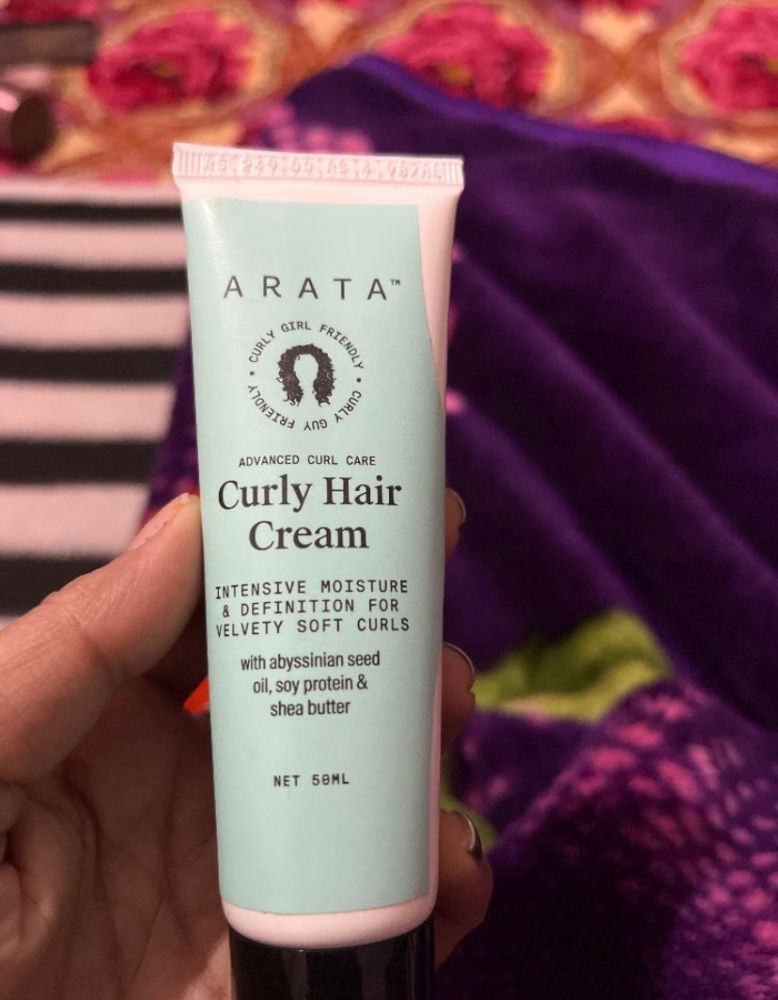 ARATA™
CURLY GIRL FRIENDLY •
CURLY GUY FRIENDLY •
ADVANCED CURL CARE
Curly Hair
Cream
INTENSIVE MOISTURE
& DEFINITION FOR
VELVETY SOFT CURLS
with abyssinian seed
oil, soy protein &
shea butter
NET 50ML